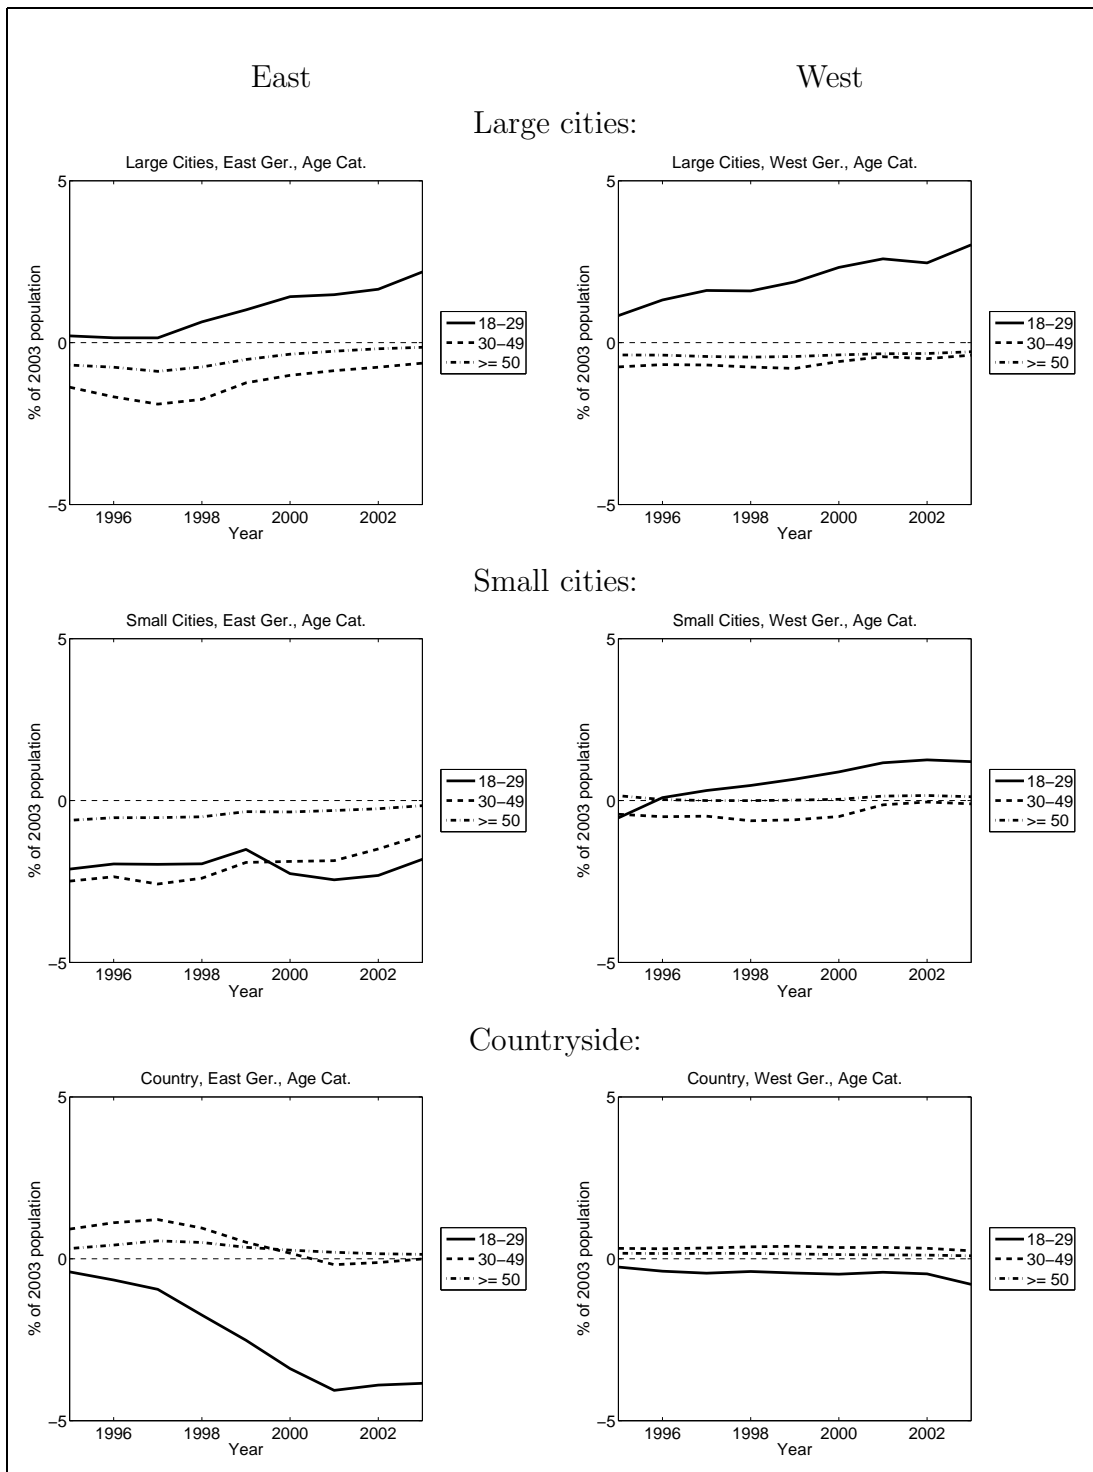 East
West
Large cities:
Large Cities, East Ger., Age Cat.
5
0
−5
% of 2003 population
1996 1998 2000 2002
Year
18−29
30−49
>= 50
Large Cities, West Ger., Age Cat.
5
0
−5
% of 2003 population
1996 1998 2000 2002
Year
18−29
30−49
>= 50
Small cities:
Small Cities, East Ger., Age Cat.
5
0
−5
% of 2003 population
1996 1998 2000 2002
Year
18−29
30−49
>= 50
Small Cities, West Ger., Age Cat.
5
0
−5
% of 2003 population
1996 1998 2000 2002
Year
18−29
30−49
>= 50
Countryside:
Country, East Ger., Age Cat.
5
0
−5
% of 2003 population
1996 1998 2000 2002
Year
18−29
30−49
>= 50
Country, West Ger., Age Cat.
5
0
−5
% of 2003 population
1996 1998 2000 2002
Year
18−29
30−49
>= 50